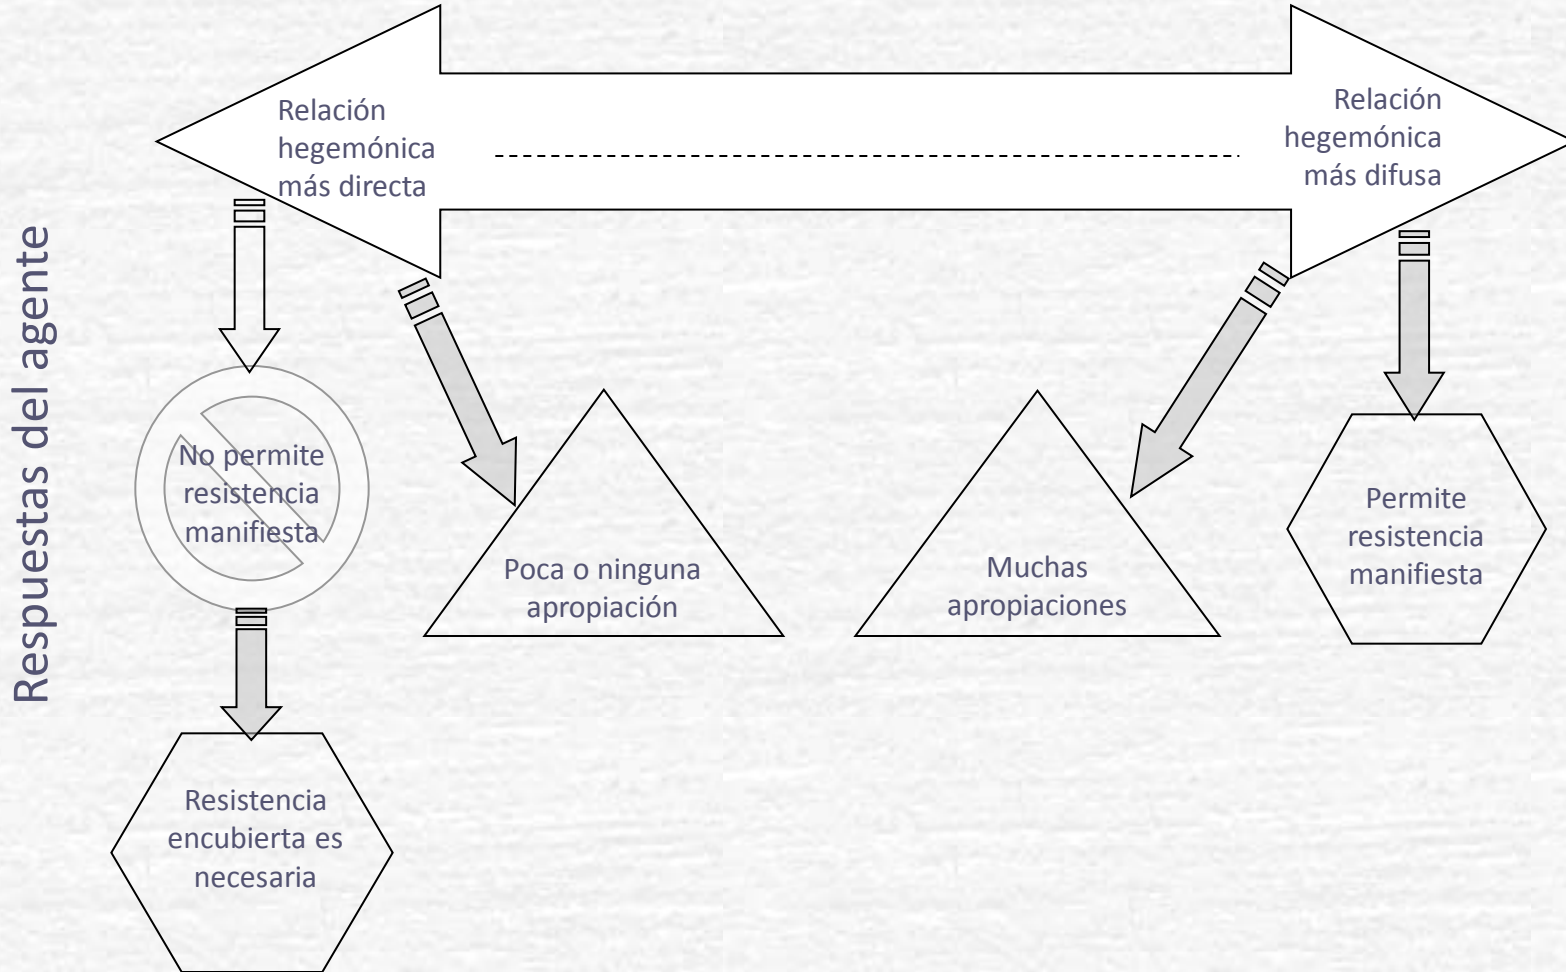 Respuestas del agente
Relación
hegemónica
más directa
Relación
hegemónica
más difusa
No permite
resistencia
manifiesta
Poca o ninguna
apropiación
Muchas
apropiaciones
Permite
resistencia
manifiesta
Resistencia
encubierta es
necesaria